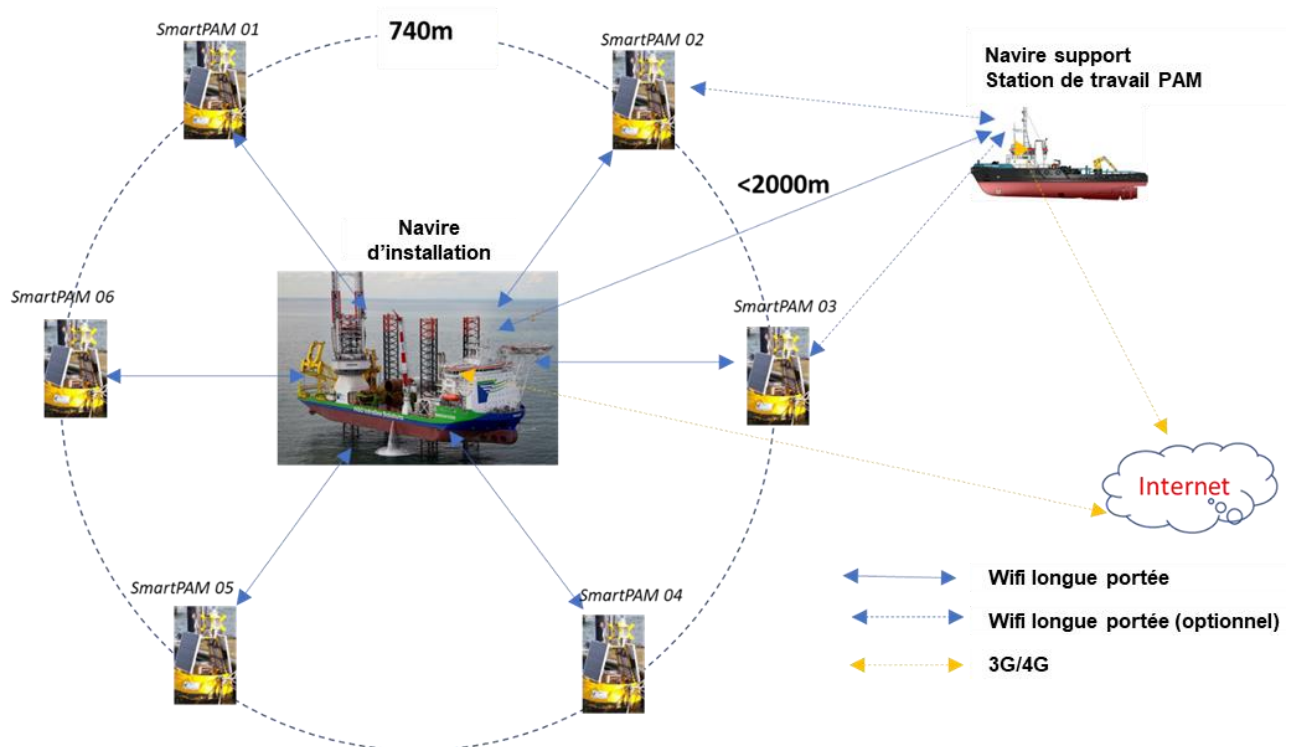 SmartPAM 01
740m
SmartPAM 02
Navire support
Station de travail PAM
<2000m
Navire
d'installation
SmartPAM 06
SmartPAM 03
Internet
SmartPAM 05
SmartPAM 04
Wifi longue portée
Wifi longue portée (optionnel)
3G/4G